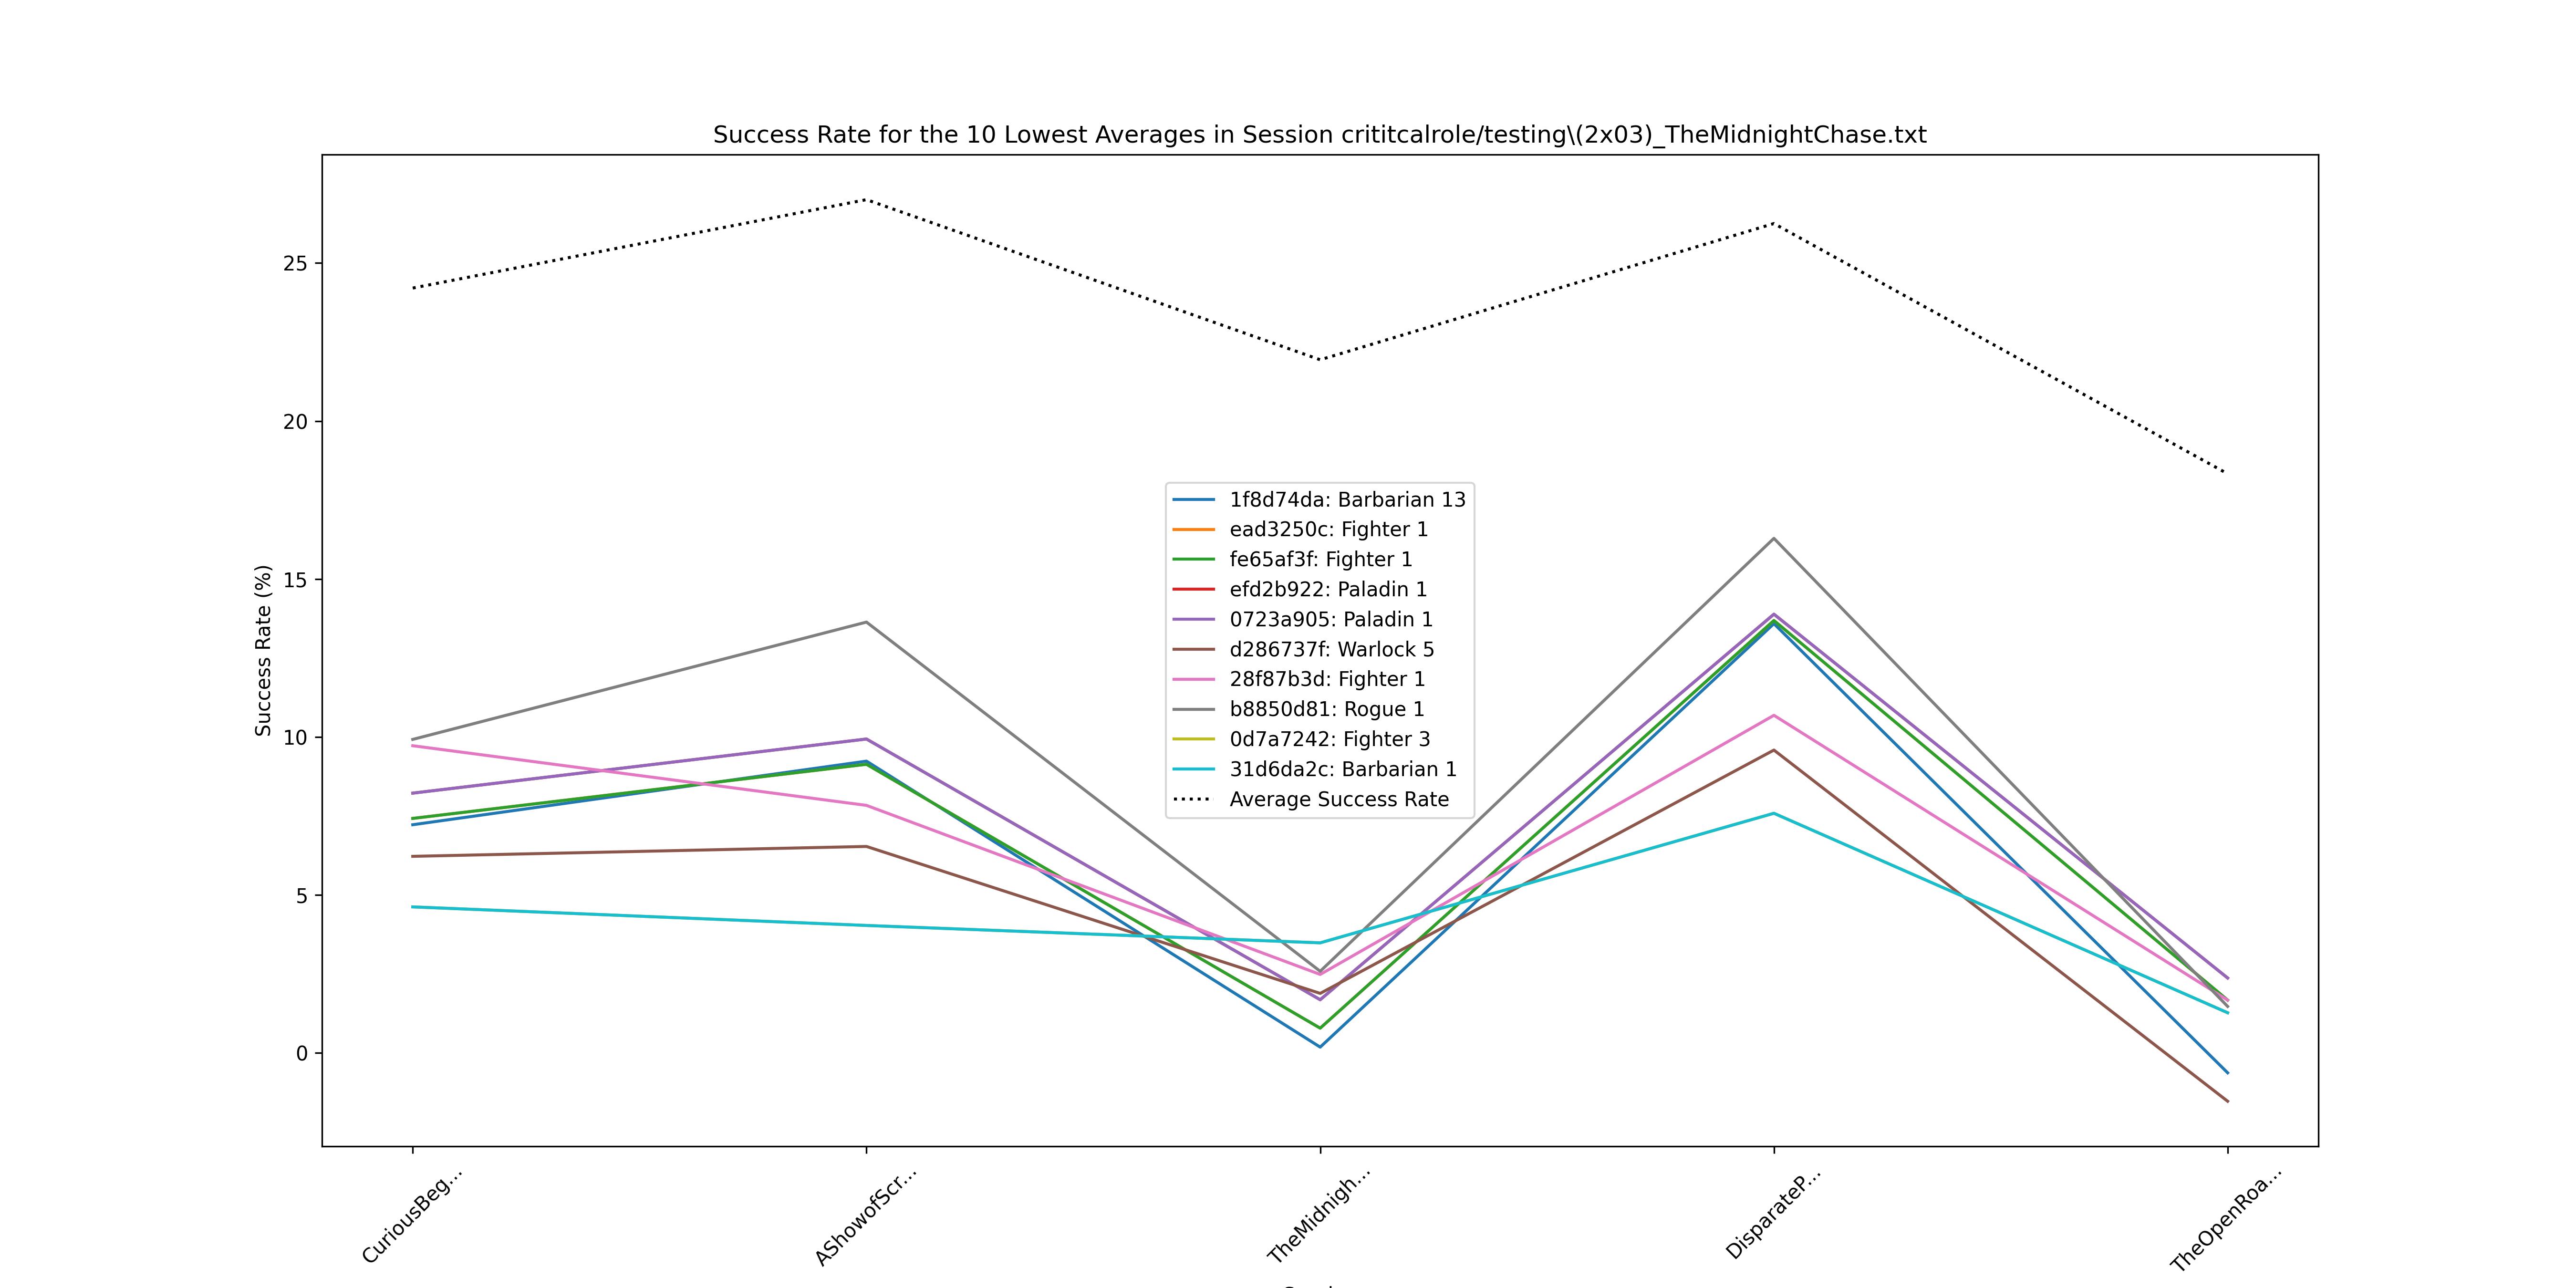 Success Rate for the 10 Lowest Averages in Session crititcalrole/testing\(2x03)_TheMidnightChase.txt
Success Rate (%)
25
20
15
10
5
0
1f8d74da: Barbarian 13
ead3250c: Fighter 1
fe65af3f: Fighter 1
efd2b922: Paladin 1
0723a905: Paladin 1
d286737f: Warlock 5
28f87b3d: Fighter 1
b8850d81: Rogue 1
0d7a7242: Fighter 3
31d6da2c: Barbarian 1
Average Success Rate
CuriousBeg...
AShowofScr...
TheMidnigh...
DisparateP...
TheOpenRoa...